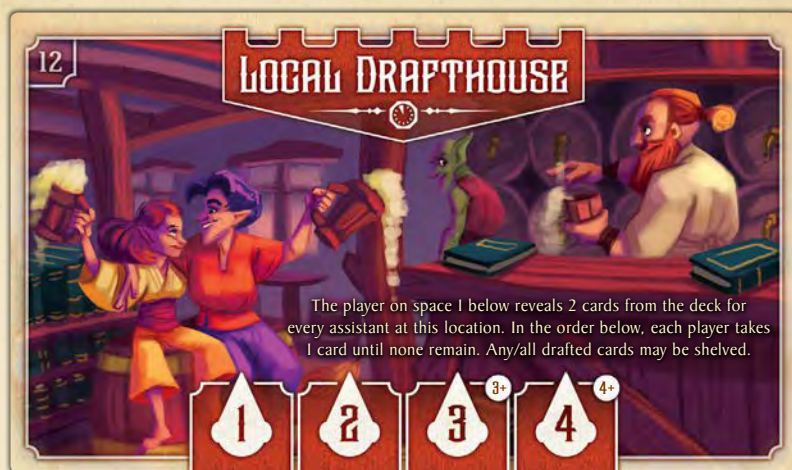 12
LOCAL DRAFTHOUSE
The player on space 1 below reveals 2 cards from the deck for
every assistant at this location. In the order below, each player takes
1 card until none remain. Any/all drafted cards may be shelved.
1 2 3 3+ 4 4+